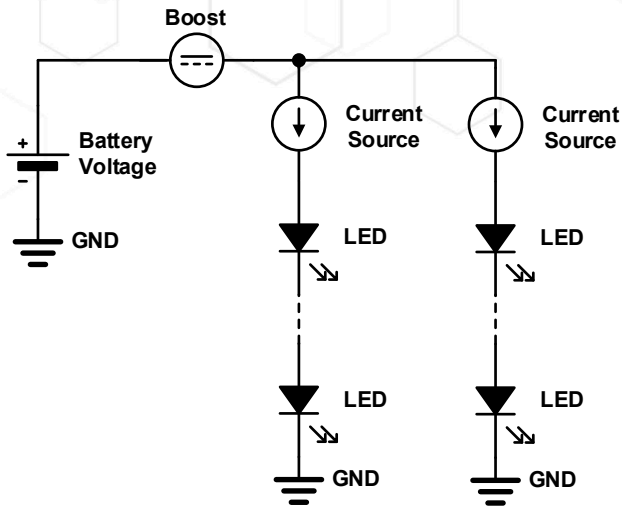 Boost
+
Battery
Voltage
−
GND
Current
Source
Current
Source
LED
LED
LED
LED
GND
GND